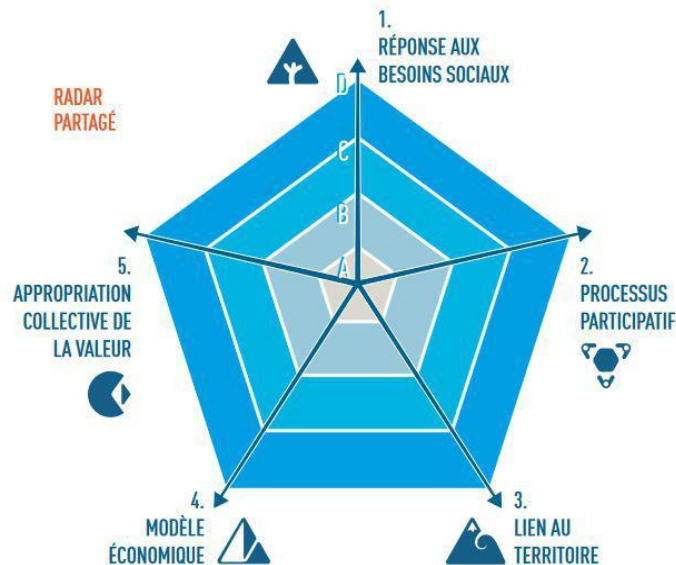 1.
RÉPONSE AUX
BESOINS SOCIAUX
RADAR
PARTAGÉ
D
C
B
A
5.
APPROPRIATION
COLLECTIVE DE
LA VALEUR
2.
PROCESSUS
PARTICIPATIF
4.
MODÈLE
ÉCONOMIQUE
3.
LIEN AU
TERRITOIRE